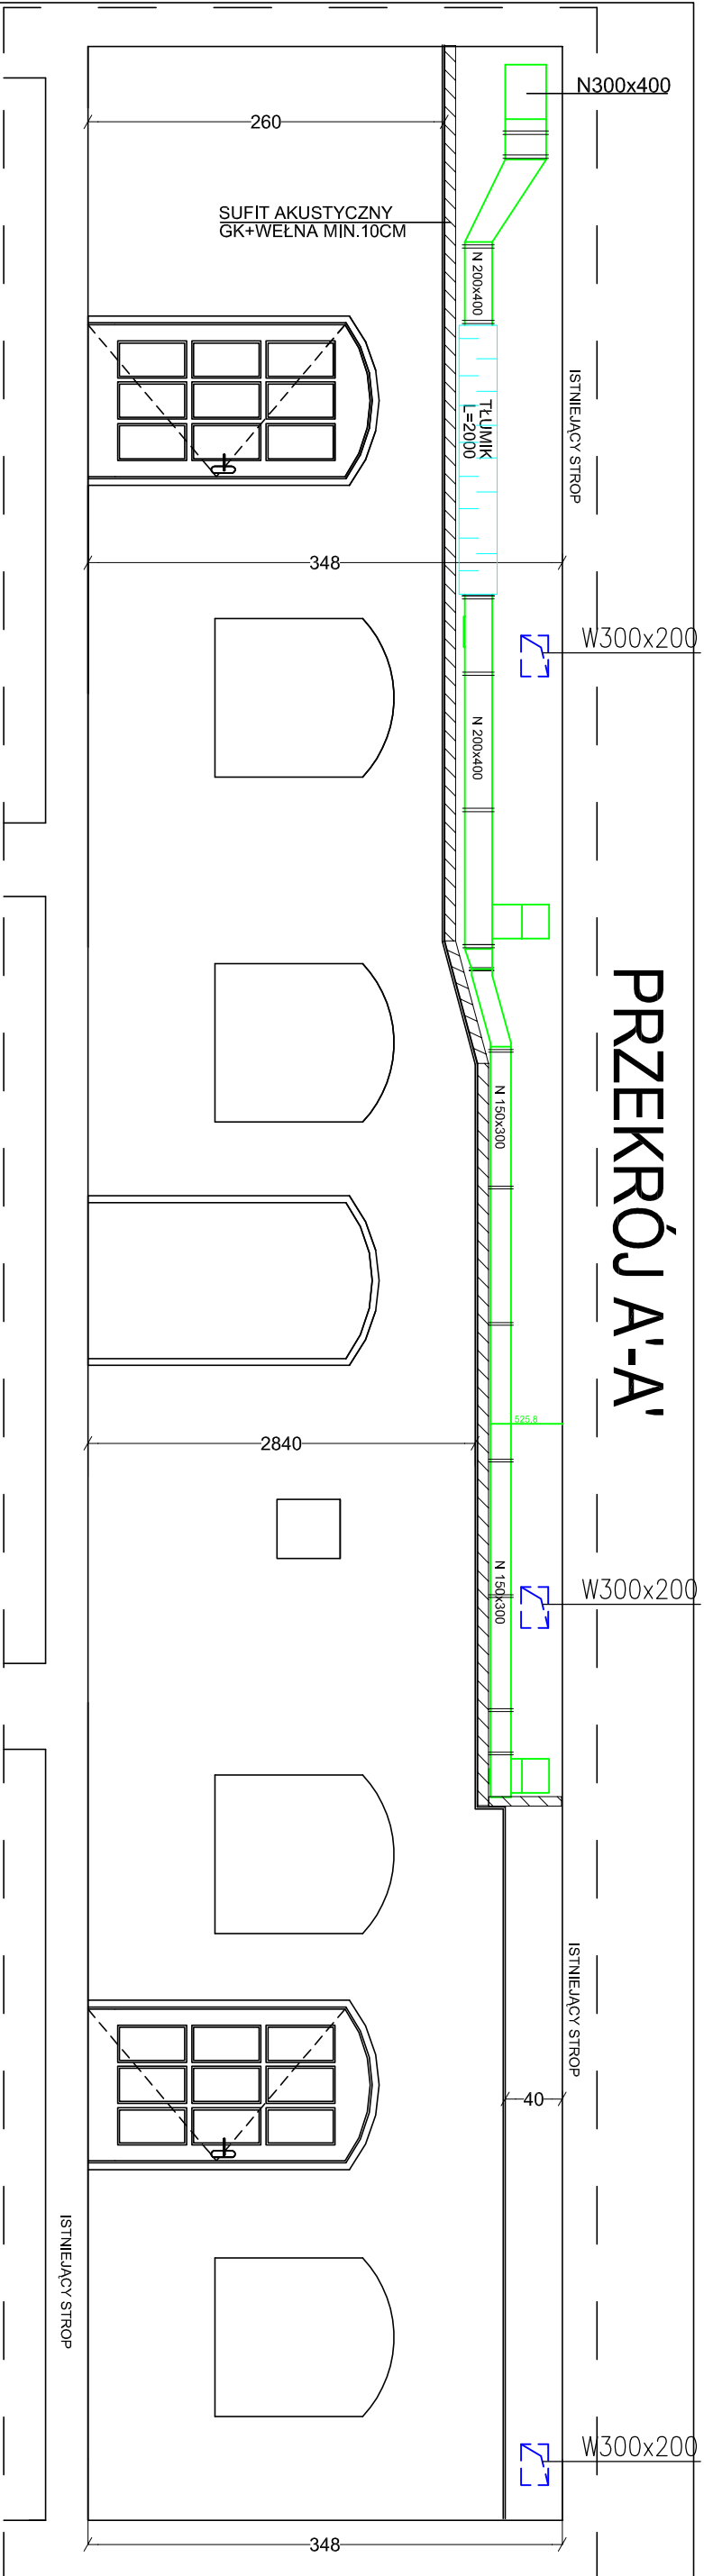 PRZEKRÓJ A'-A'
N300x400
260
SUFIT AKUSTYCZNY
GK+WEŁNA MIN.10CM
N 200x400
TŁUMIK
L=2000
ISTNIEJĄCY STROP
348
W300x200
N 200x400
N 150x300
525,8
2840
N 150x300
W300x200
ISTNIEJĄCY STROP
40
ISTNIEJĄCY STROP
W300x200
348